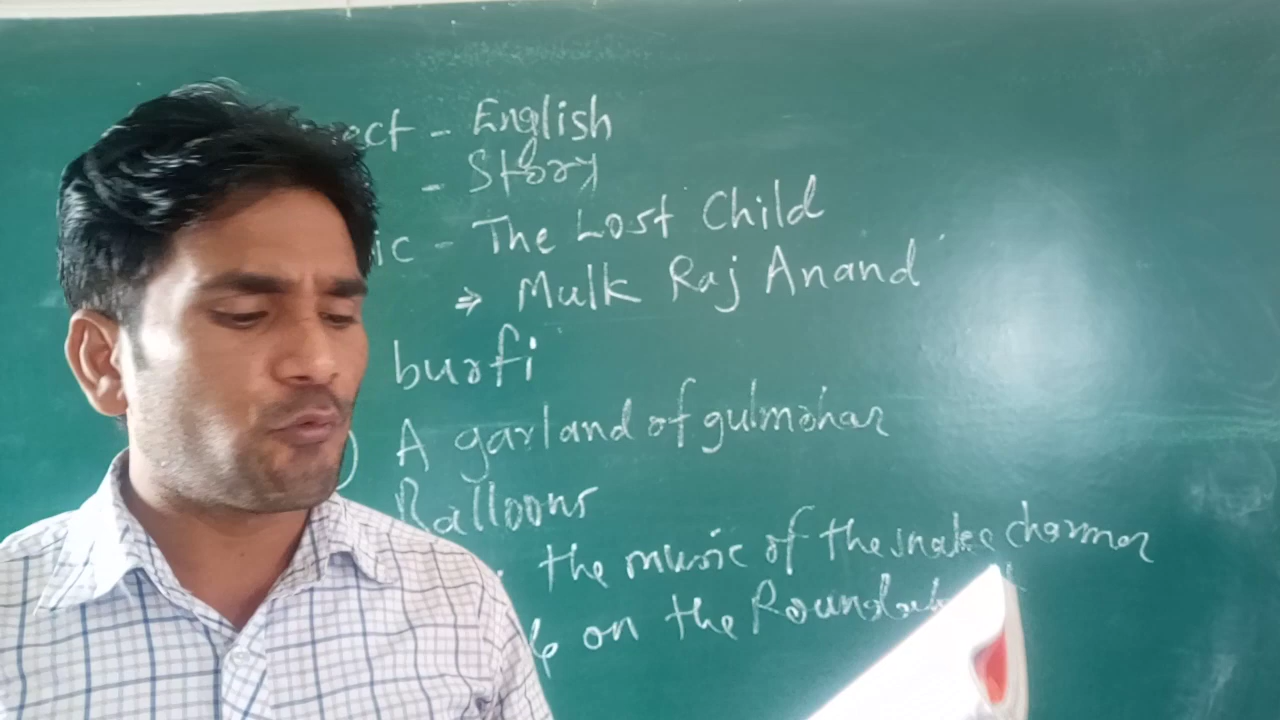 ect - English
- Story
ic - The Lost Child
⇒ Mulk Raj Anand
burfi
) A garland of gulmohar
Balloons
the music of the snake charmer
on the Roundab